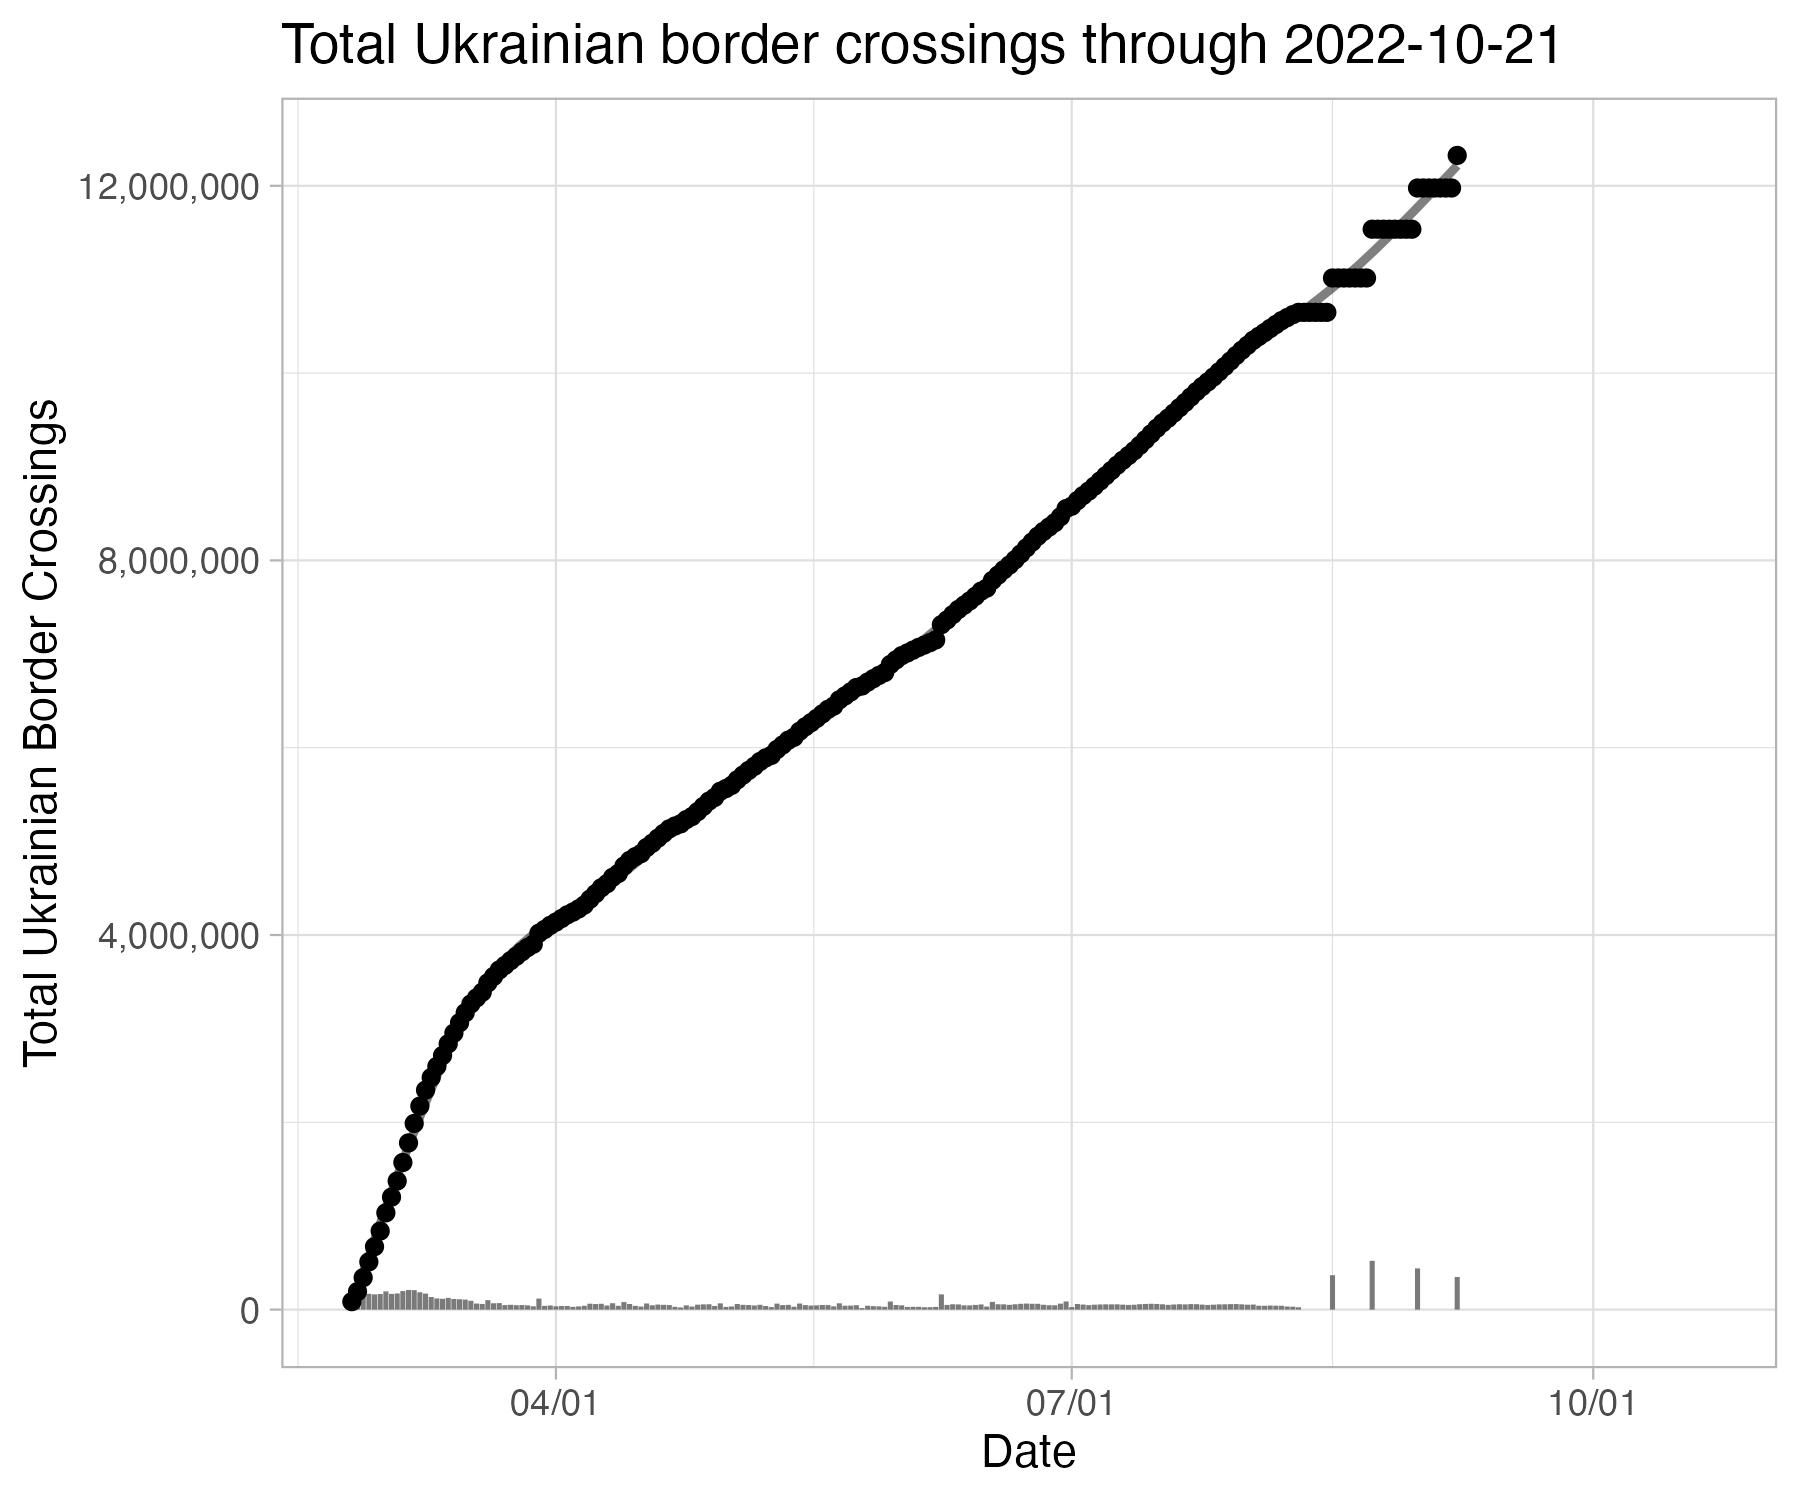 Total Ukrainian border crossings through 2022-10-21
Total Ukrainian Border Crossings
12,000,000
8,000,000
4,000,000
0
04/01
07/01
10/01
Date